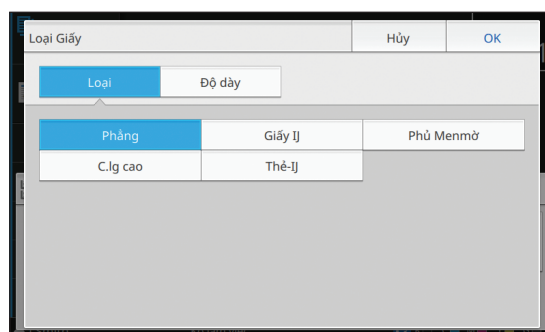 Loại Giấy Hủy OK
Loại Độ dày
Phẳng Giấy IJ Phủ Menmờ
C.lg cao Thẻ-IJ